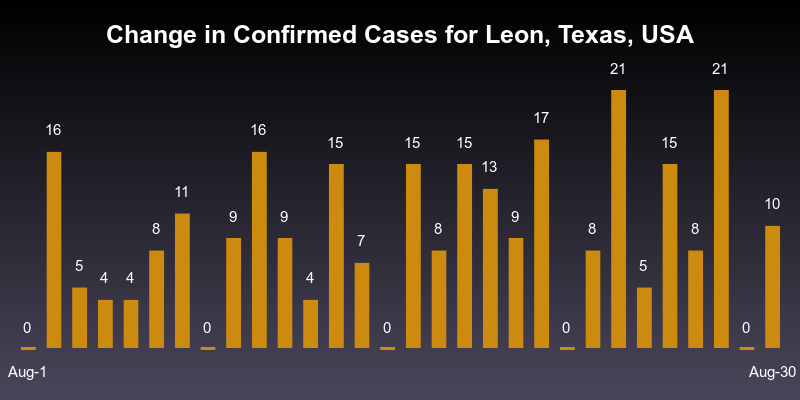 Change in Confirmed Cases for Leon, Texas, USA
0 16 5 4 4 8 11 0 9 16 9 4 15 7 0 15 8 15 13 9 17 0 8 21 5 15 8 21 0 10
Aug-1 Aug-30